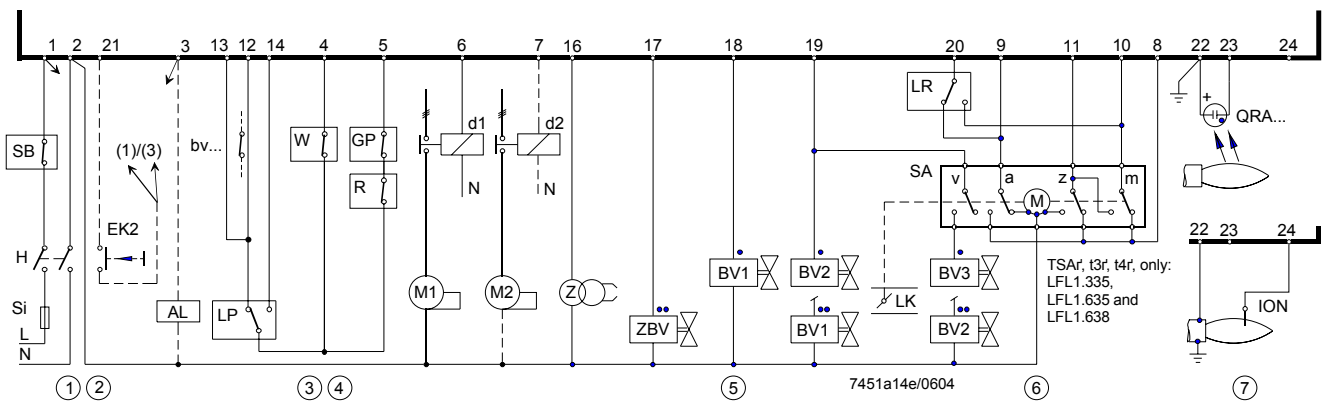 1 2 21 3 13 12 14 4 5 6 7 16 17 18 19 20 9 11 10 8 22 23 24
LR
+
QRA...
d1 d2
SB
(1)/(3)
bv...
W
GP
N N
R
SA
v a z m
M
EK2
H
BV1
BV2
BV3
TSAr', t3r', t4r', only:
LFL1.335,
LFL1.635 and
LFL1.638
22 23 24
Si
AL
LP
M1
M2
Z
LK
ION
L
ZBV
BV1
BV2
N
1 2 3 4 5 7451a14e/0604 6 7